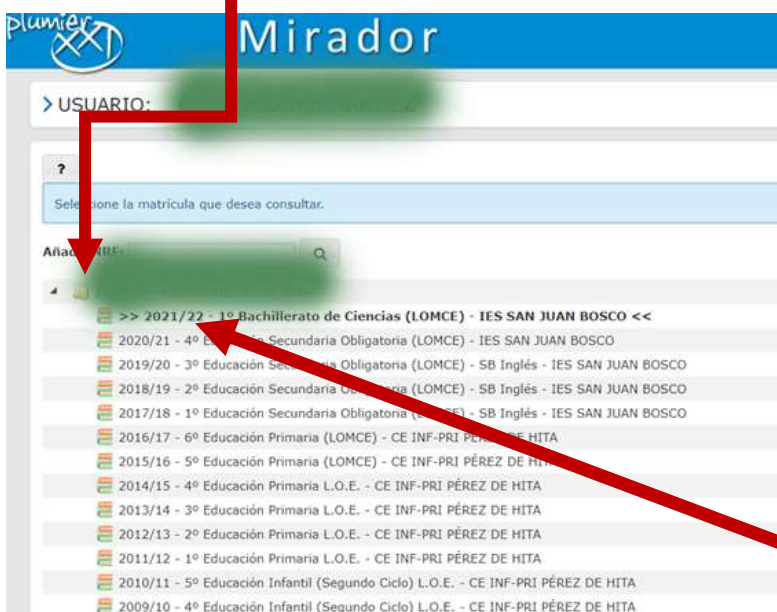 plumier
XXI
Mirador
> USUARIO:
?
Seleccione la matrícula que desea consultar.
NRE:
>> 2021/22 - 1º Bachillerato de Ciencias (LOMCE) - IES SAN JUAN BOSCO <<
2020/21 - 4º Educación Secundaria Obligatoria (LOMCE) - IES SAN JUAN BOSCO
2019/20 - 3º Educación Secundaria Obligatoria (LOMCE) - SB Inglés - IES SAN JUAN BOSCO
2018/19 - 2º Educación Secundaria Obligatoria (LOMCE) - SB Inglés - IES SAN JUAN BOSCO
2017/18 - 1º Educación Secundaria Obligatoria (LOMCE) - SB Inglés - IES SAN JUAN BOSCO
2016/17 - 6º Educación Primaria (LOMCE) - CE INF-PRI PÉREZ DE HITA
2015/16 - 5º Educación Primaria (LOMCE) - CE INF-PRI PÉREZ DE HITA
2014/15 - 4º Educación Primaria L.O.E. - CE INF-PRI PÉREZ DE HITA
2013/14 - 3º Educación Primaria L.O.E. - CE INF-PRI PÉREZ DE HITA
2012/13 - 2º Educación Primaria L.O.E. - CE INF-PRI PÉREZ DE HITA
2011/12 - 1º Educación Primaria L.O.E. - CE INF-PRI PÉREZ DE HITA
2010/11 - 5º Educación Infantil (Segundo Ciclo) L.O.E. - CE INF-PRI PÉREZ DE HITA
2009/10 - 4º Educación Infantil (Segundo Ciclo) L.O.E. - CE INF-PRI PÉREZ DE HITA